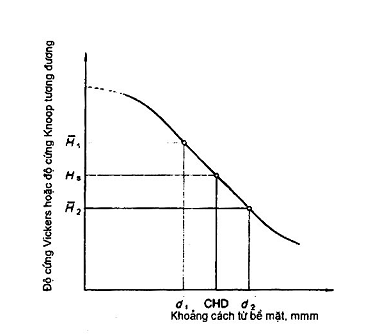 Độ cứng Vickers hoặc độ cứng Knoop tương đương
H̅₁
Hₛ
H̅₂
d₁ CHD d₂
Khoảng cách từ bề mặt, mmm